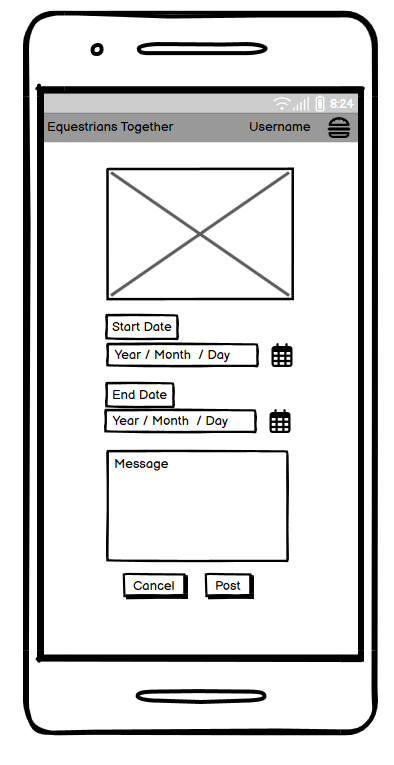 8:24
Equestrians Together Username
Start Date
Year / Month / Day
End Date
Year / Month / Day
Message
Cancel Post